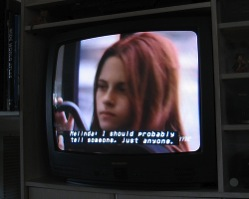 Melinda: I should probably
tell someone. Just anyone.